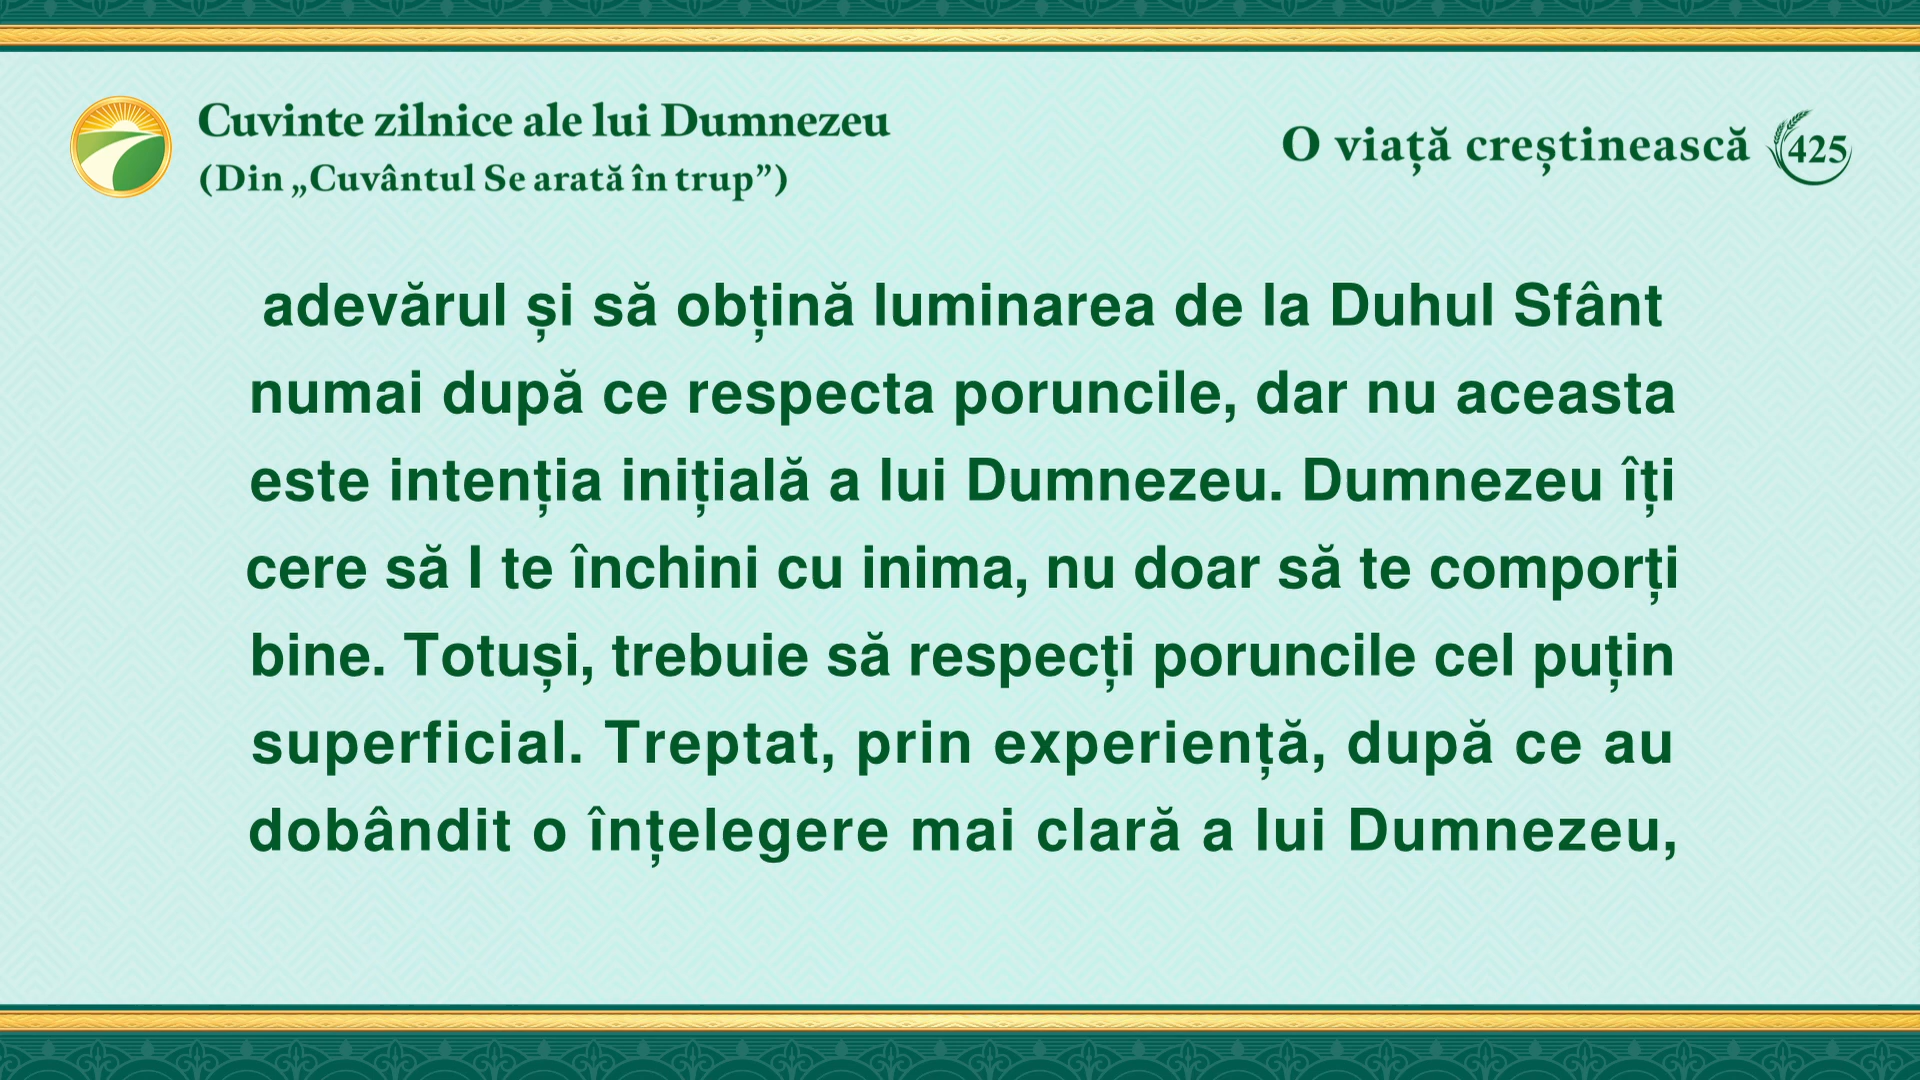 Cuvinte zilnice ale lui Dumnezeu
(Din „Cuvântul Se arată în trup”)
O viață creștinească 425
adevărul și să obțină luminarea de la Duhul Sfânt
numai după ce respecta poruncile, dar nu aceasta
este intenția inițială a lui Dumnezeu. Dumnezeu îți
cere să I te închini cu inima, nu doar să te comporți
bine. Totuși, trebuie să respecți poruncile cel puțin
superficial. Treptat, prin experiență, după ce au
dobândit o înțelegere mai clară a lui Dumnezeu,